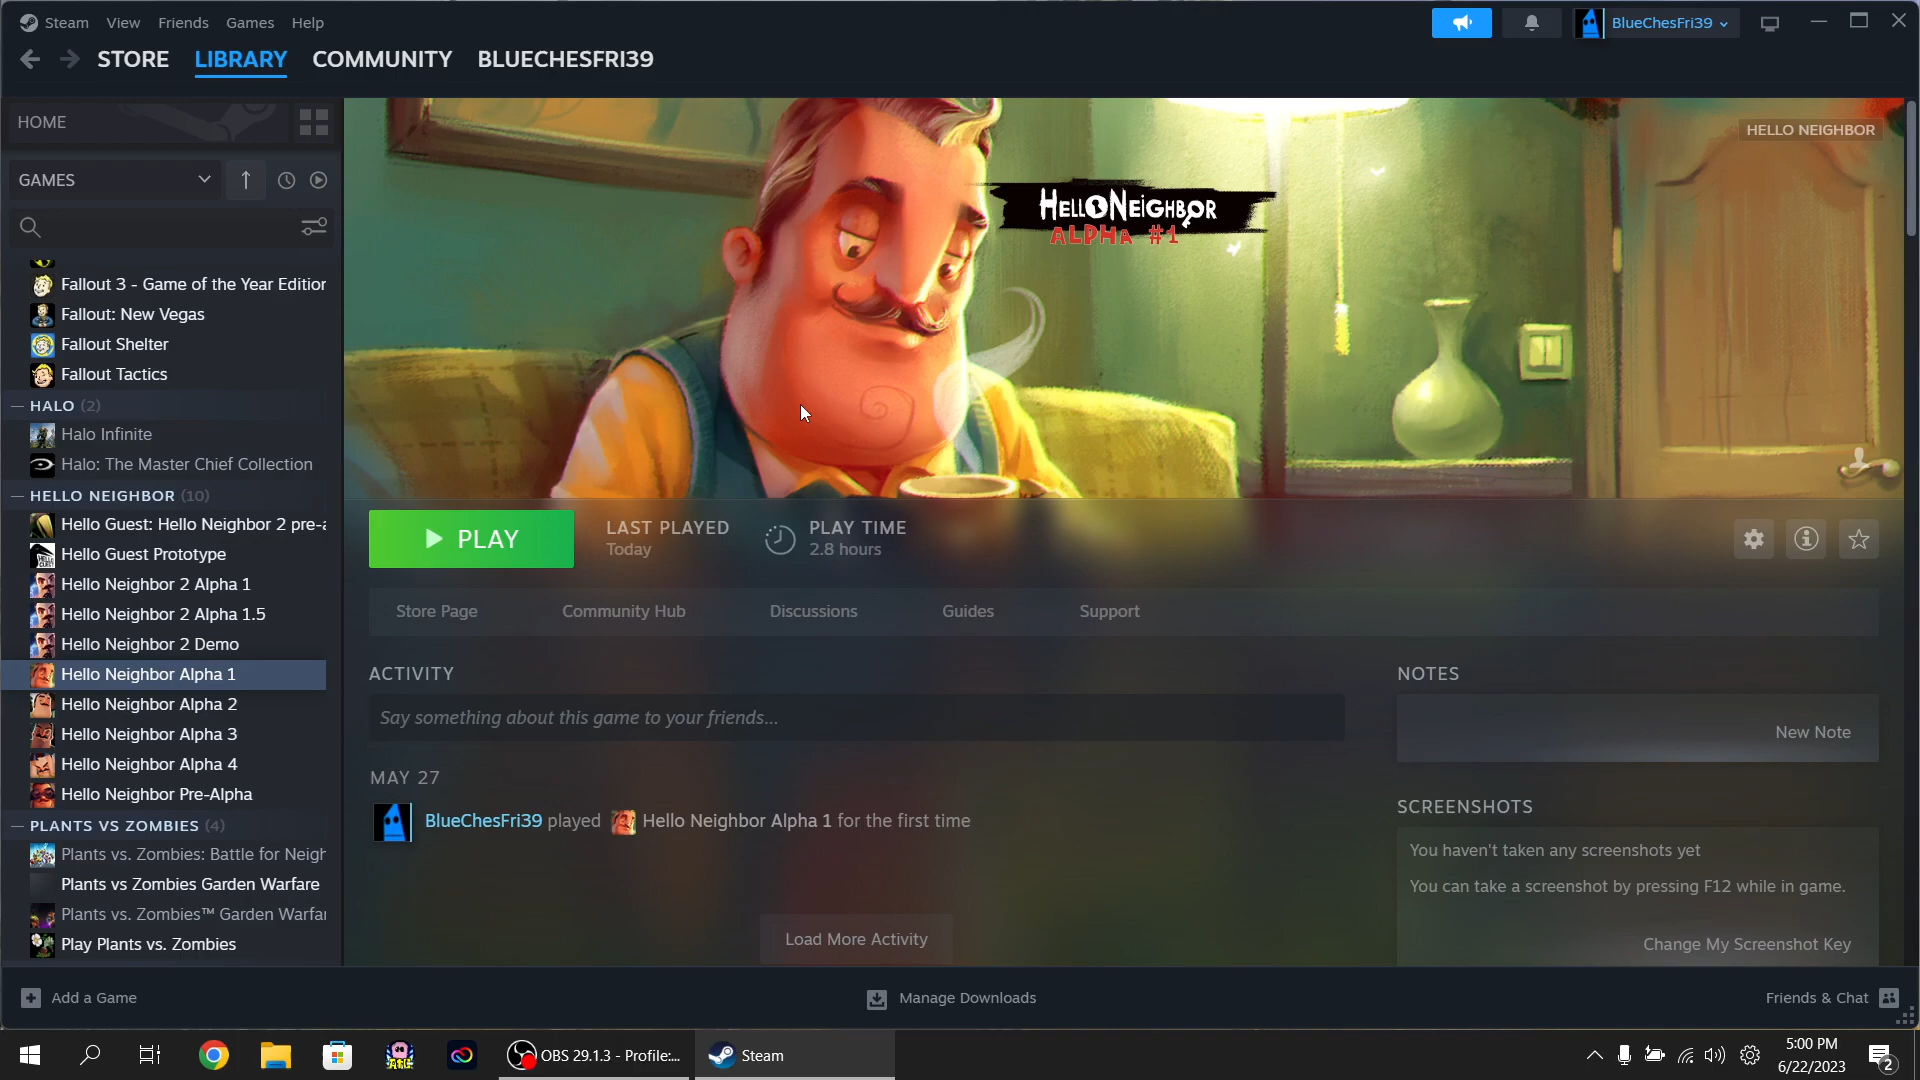 Steam View Friends Games Help
BlueChesFri39
STORE LIBRARY COMMUNITY BLUECHESFRI39
HOME
GAMES
Fallout 3 - Game of the Year Edition
Fallout: New Vegas
Fallout Shelter
Fallout Tactics
— HALO (2)
Halo Infinite
Halo: The Master Chief Collection
— HELLO NEIGHBOR (10)
Hello Guest: Hello Neighbor 2 pre-a
Hello Guest Prototype
Hello Neighbor 2 Alpha 1
Hello Neighbor 2 Alpha 1.5
Hello Neighbor 2 Demo
Hello Neighbor Alpha 1
Hello Neighbor Alpha 2
Hello Neighbor Alpha 3
Hello Neighbor Alpha 4
Hello Neighbor Pre-Alpha
— PLANTS VS ZOMBIES (4)
Plants vs. Zombies: Battle for Neigh
Plants vs Zombies Garden Warfare
Plants vs. Zombies™ Garden Warfar
Play Plants vs. Zombies
HELLO NEIGHBOR
HELLO NEIGHBOR
ALPHA #1
PLAY
LAST PLAYED
Today
PLAY TIME
2.8 hours
Store Page Community Hub Discussions Guides Support
ACTIVITY
Say something about this game to your friends...
MAY 27
BlueChesFri39 played Hello Neighbor Alpha 1 for the first time
Load More Activity
NOTES
New Note
SCREENSHOTS
You haven't taken any screenshots yet
You can take a screenshot by pressing F12 while in game.
Change My Screenshot Key
Add a Game
Manage Downloads
Friends & Chat
OBS 29.1.3 - Profile:...
Steam
5:00 PM
6/22/2023
2